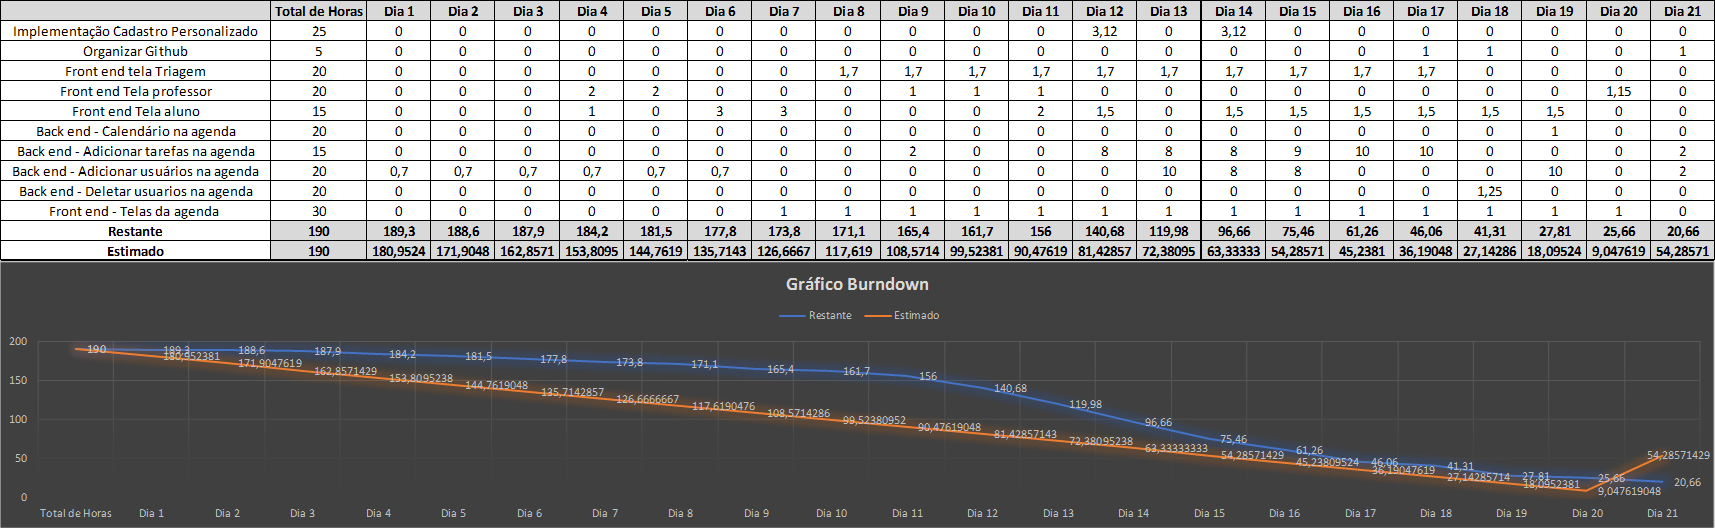 Total de Horas Dia 1 Dia 2 Dia 3 Dia 4 Dia 5 Dia 6 Dia 7 Dia 8 Dia 9 Dia 10 Dia 11 Dia 12 Dia 13 Dia 14 Dia 15 Dia 16 Dia 17 Dia 18 Dia 19 Dia 20 Dia 21
Implementação Cadastro Personalizado 25 0 0 0 0 0 0 0 0 0 0 0 3,12 0 3,12 0 0 0 0 0 0 0
Organizar Github 5 0 0 0 0 0 0 0 0 0 0 0 0 0 0 0 0 1 1 0 0 1
Front end tela Triagem 20 0 0 0 0 0 0 0 1,7 1,7 1,7 1,7 1,7 1,7 1,7 1,7 1,7 1,7 0 0 0 0
Front end Tela professor 20 0 0 0 2 2 0 0 0 1 1 1 0 0 0 0 0 0 0 0 1,15 0
Front end Tela aluno 15 0 0 0 1 0 3 3 0 0 0 2 1,5 0 1,5 1,5 1,5 1,5 1,5 1,5 0 0
Back end - Calendário na agenda 20 0 0 0 0 0 0 0 0 0 0 0 0 0 0 0 0 0 0 1 0 0
Back end - Adicionar tarefas na agenda 15 0 0 0 0 0 0 0 0 2 0 0 8 8 8 9 10 10 0 0 0 2
Back end - Adicionar usuários na agenda 20 0,7 0,7 0,7 0,7 0,7 0,7 0 0 0 0 0 0 10 8 8 0 0 0 10 0 2
Back end - Deletar usuarios na agenda 20 0 0 0 0 0 0 0 0 0 0 0 0 0 0 0 0 0 1,25 0 0 0
Front end - Telas da agenda 30 0 0 0 0 0 0 1 1 1 1 1 1 1 1 1 1 1 1 1 1 0
Restante 190 189,3 188,6 187,9 184,2 181,5 177,8 173,8 171,1 165,4 161,7 156 140,68 119,98 96,66 75,46 61,26 46,06 41,31 27,81 25,66 20,66
Estimado 190 180,9524 171,9048 162,8571 153,8095 144,7619 135,7143 126,6667 117,619 108,5714 99,52381 90,47619 81,42857 72,38095 63,33333 54,28571 45,2381 36,19048 27,14286 18,09524 9,047619 54,28571
Gráfico Burndown
Restante Estimado
200
150
100
50
0
190 189,3 188,6 187,9 184,2 181,5 177,8 173,8 171,1 165,4 161,7 156 140,68 119,98 96,66 75,46 61,26 46,06 41,31 27,81 25,66 20,66
180,952381 171,9047619 162,8571429 153,8095238 144,7619048 135,7142857 126,6666667 117,6190476 108,5714286 99,52380952 90,47619048 81,42857143 72,38095238 63,33333333 54,28571429 45,23809524 36,19047619 27,14285714 18,0952381 9,047619048 54,28571429
Total de Horas Dia 1 Dia 2 Dia 3 Dia 4 Dia 5 Dia 6 Dia 7 Dia 8 Dia 9 Dia 10 Dia 11 Dia 12 Dia 13 Dia 14 Dia 15 Dia 16 Dia 17 Dia 18 Dia 19 Dia 20 Dia 21